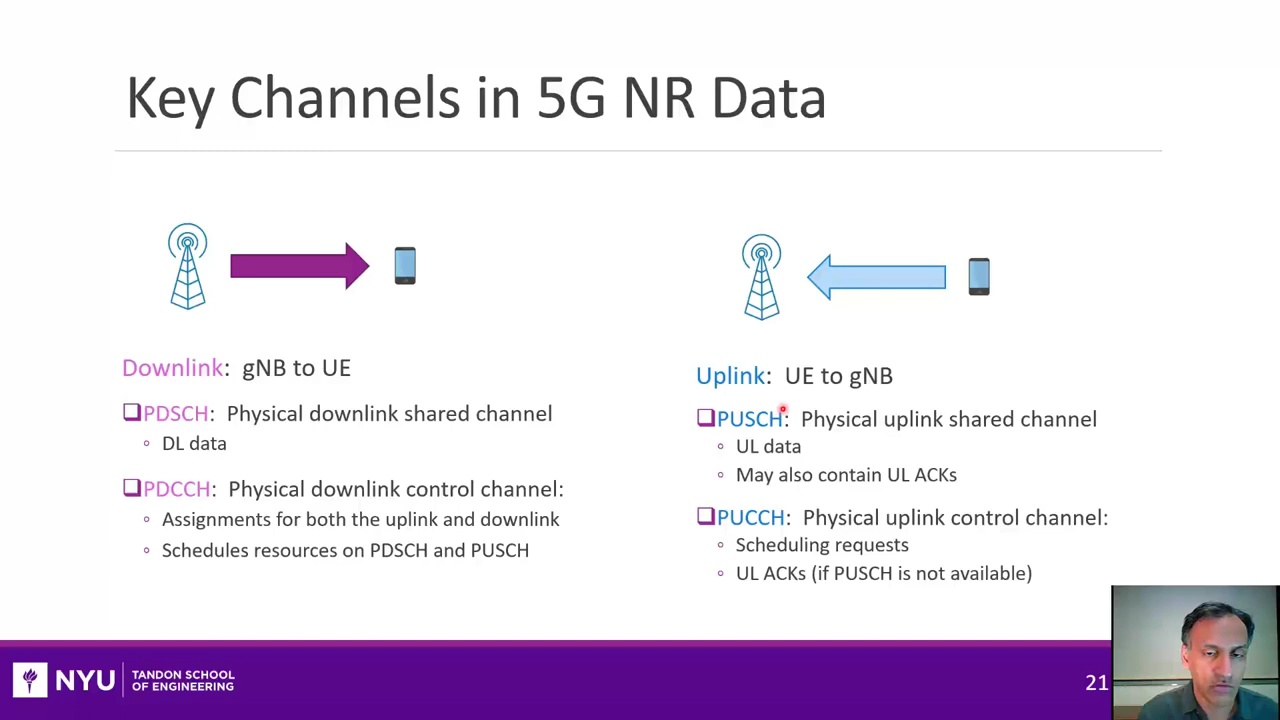 Key Channels in 5G NR Data
Downlink: gNB to UE
PDSCH: Physical downlink shared channel
DL data
PDCCH: Physical downlink control channel:
Assignments for both the uplink and downlink
Schedules resources on PDSCH and PUSCH
Uplink: UE to gNB
PUSCH: Physical uplink shared channel
UL data
May also contain UL ACKs
PUCCH: Physical uplink control channel:
Scheduling requests
UL ACKs (if PUSCH is not available)
NYU TANDON SCHOOL
OF ENGINEERING
21